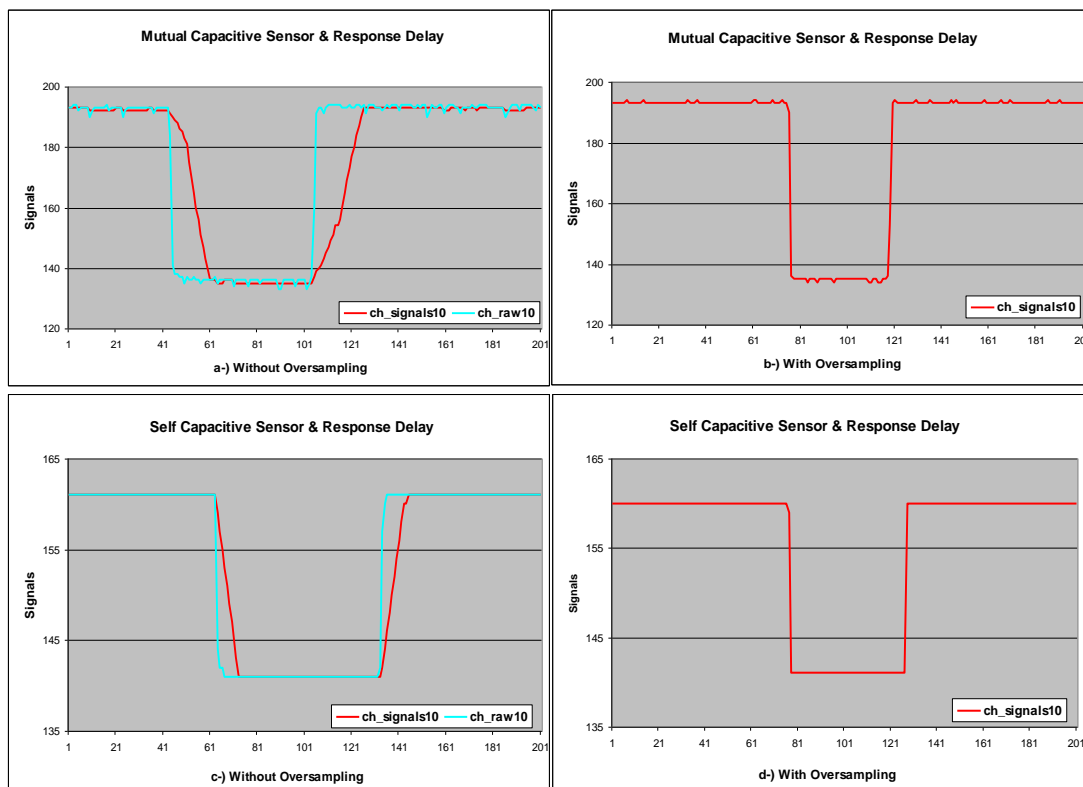 Mutual Capacitive Sensor & Response Delay
200
180
160
140
120
Signals
ch_signals10 ch_raw10
1 21 41 61 81 101 121 141 161 181 201
a-) Without Oversampling
Mutual Capacitive Sensor & Response Delay
200
180
160
140
120
Signals
ch_signals10
1 21 41 61 81 101 121 141 161 181 201
b-) With Oversampling
Self Capacitive Sensor & Response Delay
165
155
145
135
Signals
ch_signals10 ch_raw10
1 21 41 61 81 101 121 141 161 181 201
c-) Without Oversampling
Self Capacitive Sensor & Response Delay
165
155
145
135
Signals
ch_signals10
1 21 41 61 81 101 121 141 161 181 201
d-) With Oversampling